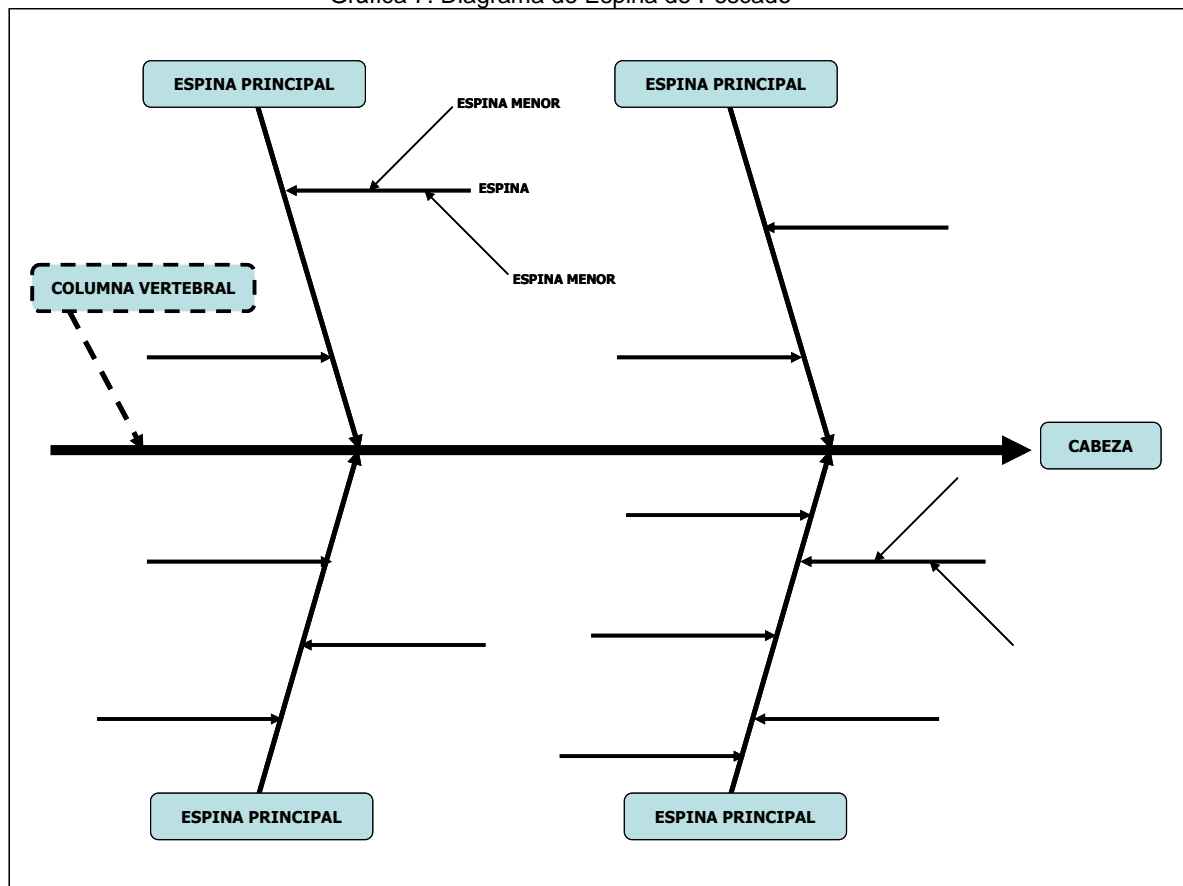 Gráfica 7. Diagrama de Espina de Pescado
ESPINA PRINCIPAL
ESPINA PRINCIPAL
ESPINA MENOR
ESPINA
ESPINA MENOR
COLUMNA VERTEBRAL
CABEZA
ESPINA PRINCIPAL
ESPINA PRINCIPAL